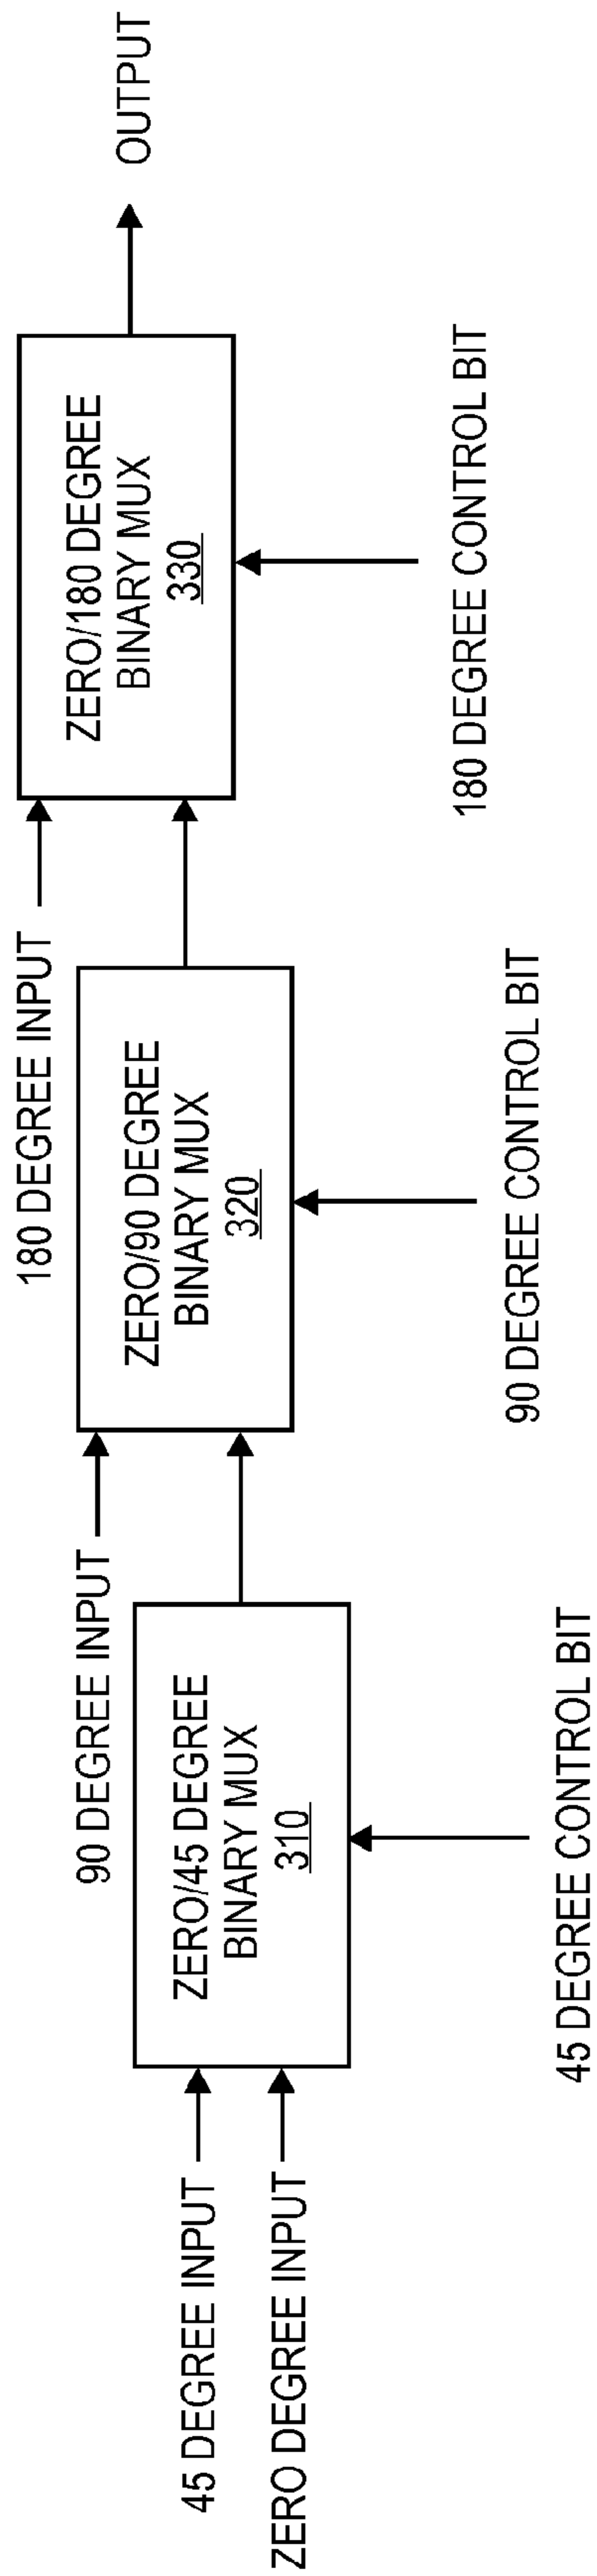 45 DEGREE INPUT
ZERO DEGREE INPUT
ZERO/45 DEGREE
BINARY MUX
310
45 DEGREE CONTROL BIT
90 DEGREE INPUT
ZERO/90 DEGREE
BINARY MUX
320
90 DEGREE CONTROL BIT
180 DEGREE INPUT
ZERO/180 DEGREE
BINARY MUX
330
180 DEGREE CONTROL BIT
OUTPUT